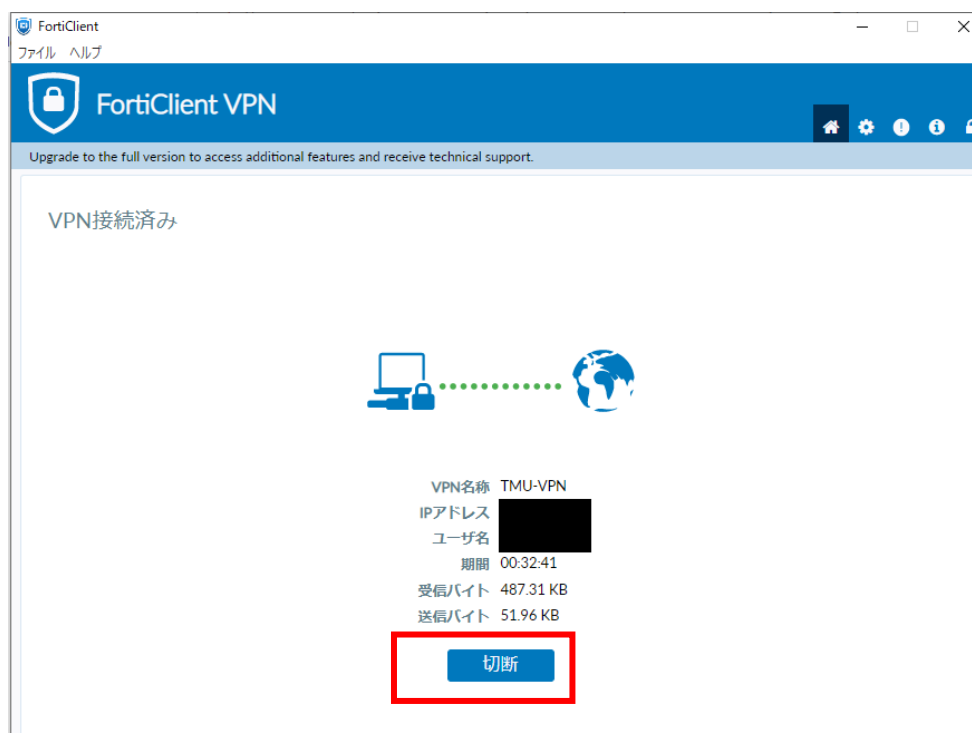 FortiClient
ファイル ヘルプ
FortiClient VPN
Upgrade to the full version to access additional features and receive technical support.
VPN接続済み
VPN名称 TMU-VPN
IPアドレス
ユーザ名
期間 00:32:41
受信バイト 487.31 KB
送信バイト 51.96 KB
切断